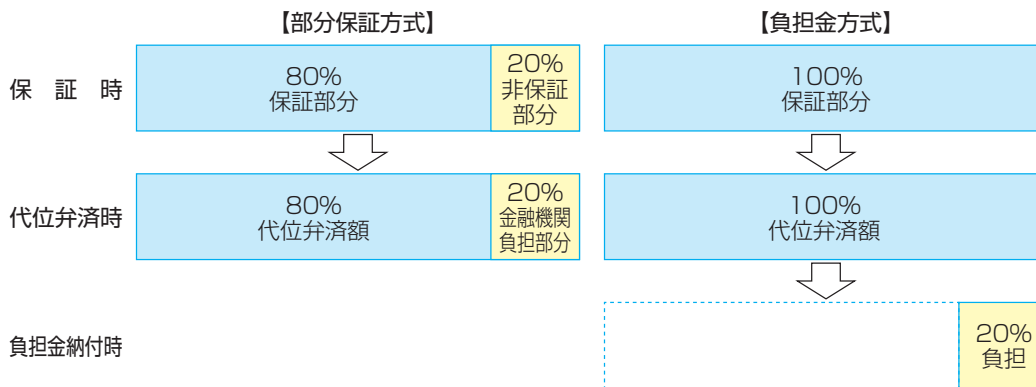 【部分保証方式】
【負担金方式】
保証時
80%
保証部分
20%
非保証
部分
100%
保証部分
代位弁済時
80%
代位弁済額
20%
金融機関
負担部分
100%
代位弁済額
負担金納付時
20%
負担